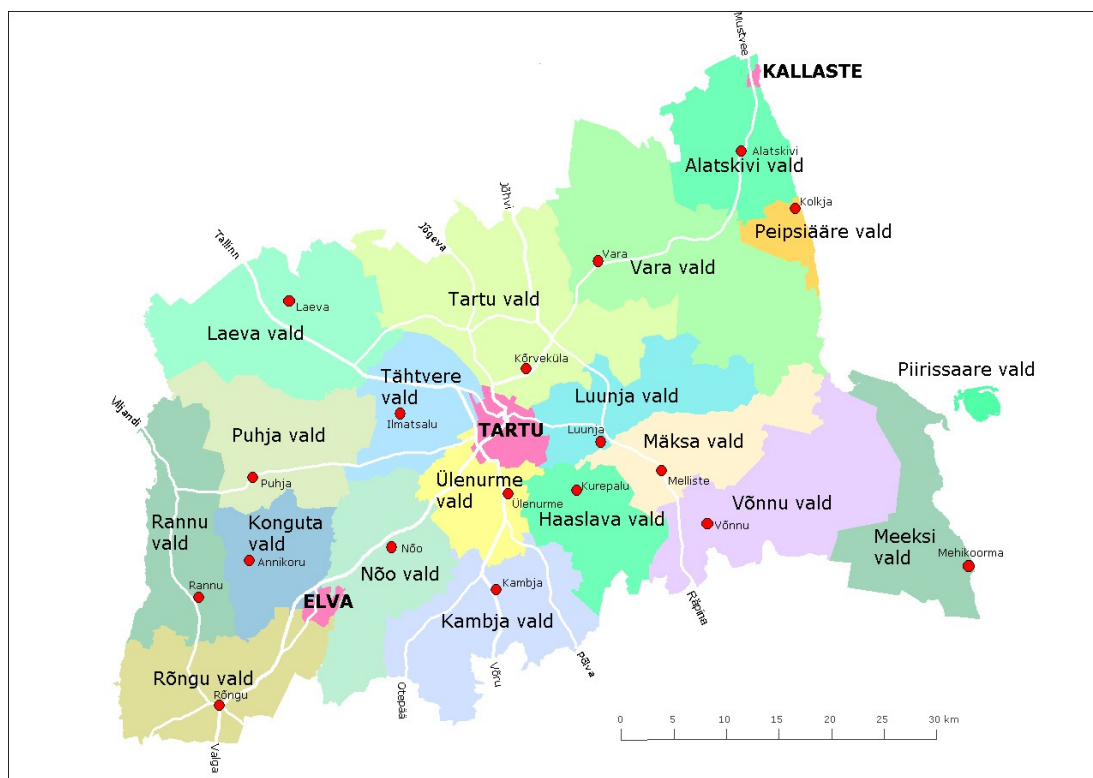 Mustvee
KALLASTE
Alatskivi
Alatskivi vald
Kolkja
Peipsiääre vald
Jõhvi
Jõgeva
Tallinn
Vara
Vara vald
Laeva
Laeva vald
Tartu vald
Kõrveküla
Piirissaare vald
Tähtvere
vald
Ilmatsalu
Luunja vald
Luunja
TARTU
Viljandi
Puhja vald
Puhja
Mäksa vald
Melliste
Ülenurme
vald
Ülenurme
Kurepalu
Haaslava vald
Võnnu vald
Võnnu
Rannu
vald
Rannu
Konguta
vald
Annikoru
Nõo
Nõo vald
Meeksi
vald
Mehikoorma
ELVA
Kambja
Kambja vald
Räpina
Põlva
Võru
Otepää
Rõngu vald
Rõngu
Valga
0 5 10 15 20 25 30 km